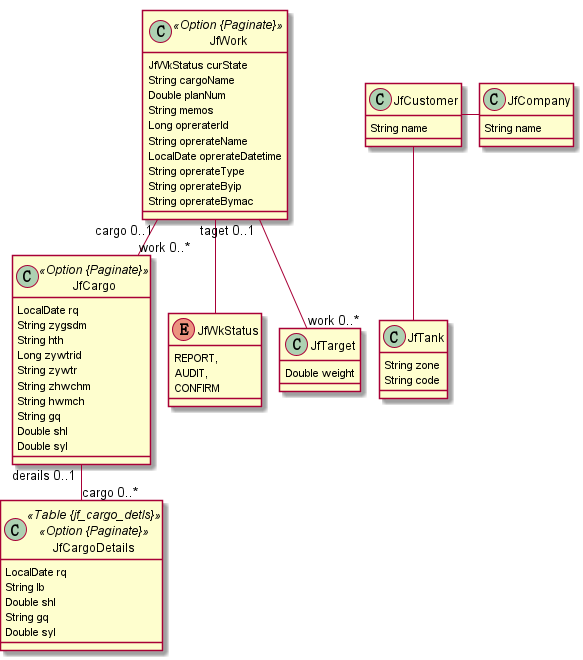 C «Option {Paginate}»
JfWork
JfWkStatus curState
String cargoName
Double planNum
String memos
Long opreraterId
String oprerateName
LocalDate oprerateDatetime
String oprerateType
String oprerateByip
String oprerateBymac
C JfCustomer
String name
C JfCompany
String name
cargo 0..1
taget 0..1
work 0..*
C «Option {Paginate}»
JfCargo
LocalDate rq
String zygsdm
String hth
Long zywtrid
String zywtr
String zhwchm
String hwmch
String gq
Double shl
Double syl
E JfWkStatus
REPORT,
AUDIT,
CONFIRM
work 0..*
C JfTarget
Double weight
C JfTank
String zone
String code
derails 0..1
cargo 0..*
C «Table {jf_cargo_detls}»
«Option {Paginate}»
JfCargoDetails
LocalDate rq
String lb
Double shl
String gq
Double syl